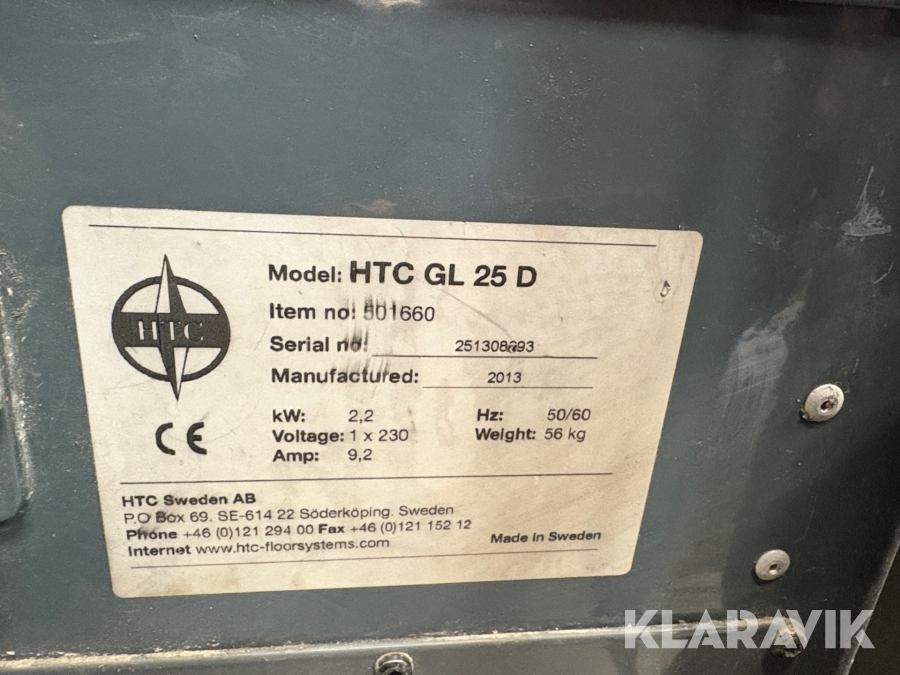 HTC
Model: HTC GL 25 D
Item no: 501660
Serial no:
Manufactured: 2013
kW: 2,2 Hz: 50/60
Voltage: 1 x 230 Weight: 56 kg
Amp: 9,2
CE
HTC Sweden AB
P.O Box 69. SE-614 22 Söderköping. Sweden
Phone +46 (0)121 294 00 Fax +46 (0)121 152 12
Internet www.htc-floorsystems.com
Made in Sweden
KLARAVIK